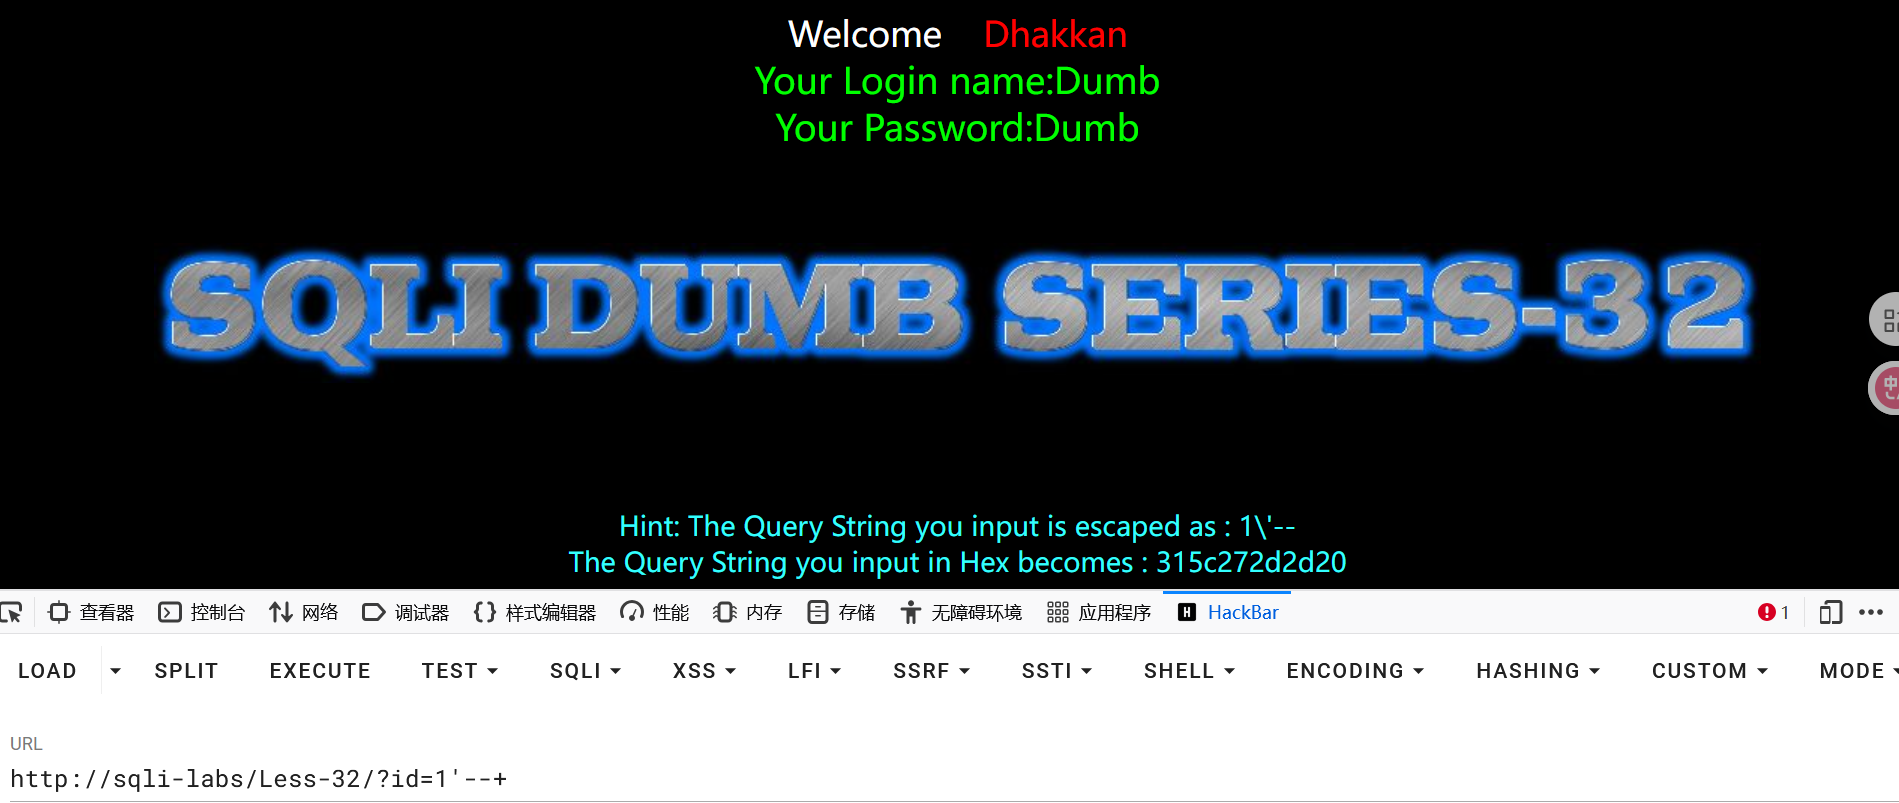 Welcome Dhakkan
Your Login name:Dumb
Your Password:Dumb
SQLI DUMB SERIES-32
中
Hint: The Query String you input is escaped as : 1\'--
The Query String you input in Hex becomes : 315c272d2d20
查看器 控制台 网络 调试器 样式编辑器 性能 内存 存储 无障碍环境 应用程序 H HackBar 1
LOAD SPLIT EXECUTE TEST SQLI XSS LFI SSRF SSTI SHELL ENCODING HASHING CUSTOM MODE
URL
http://sqli-labs/Less-32/?id=1'--+